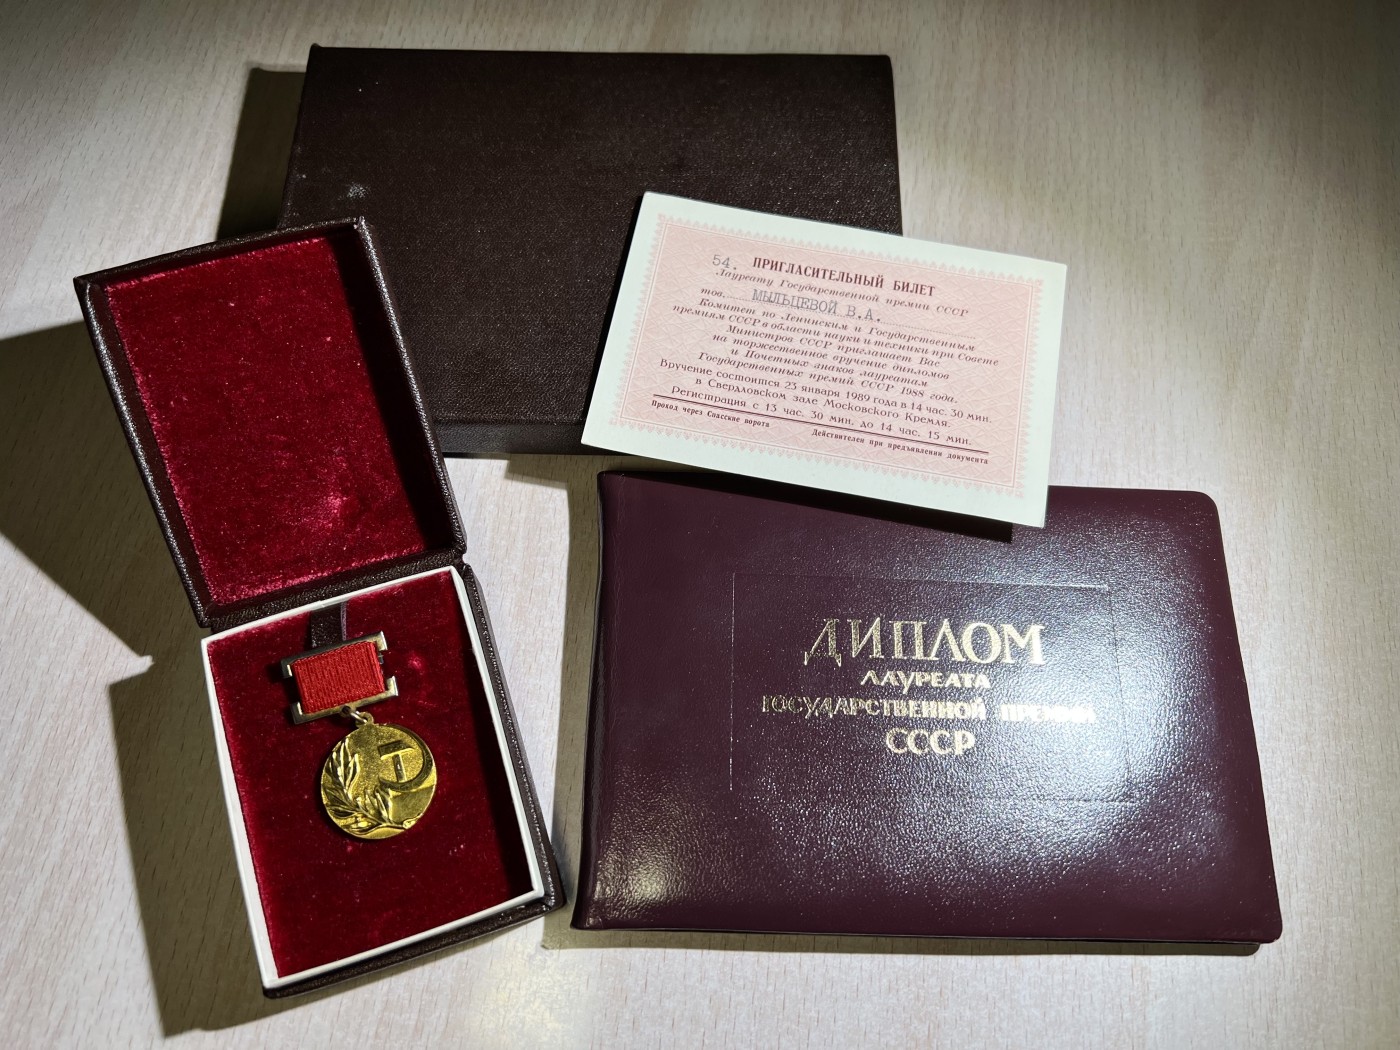 54. ПРИГЛАСИТЕЛЬНЫЙ БИЛЕТ
Лауреату Государственной премии СССР
тов. МЫЛЬЦЕВОЙ В.А.
Комитет по Ленинским и Государственным
премиям СССР в области науки и техники при Совете
Министров СССР приглашает Вас
на торжественное вручение дипломов
и Почетных знаков лауреатам
Государственных премий СССР 1988 года.
Вручение состоится 23 января 1989 года в 14 час. 30 мин.
в Свердловском зале Московского Кремля.
Регистрация с 13 час. 30 мин. до 14 час. 15 мин.
Проход через Спасские ворота Действителен при предъявлении документа
ДИПЛОМ
ЛАУРЕАТА
ГОСУДАРСТВЕННОЙ ПРЕМИИ
СССР